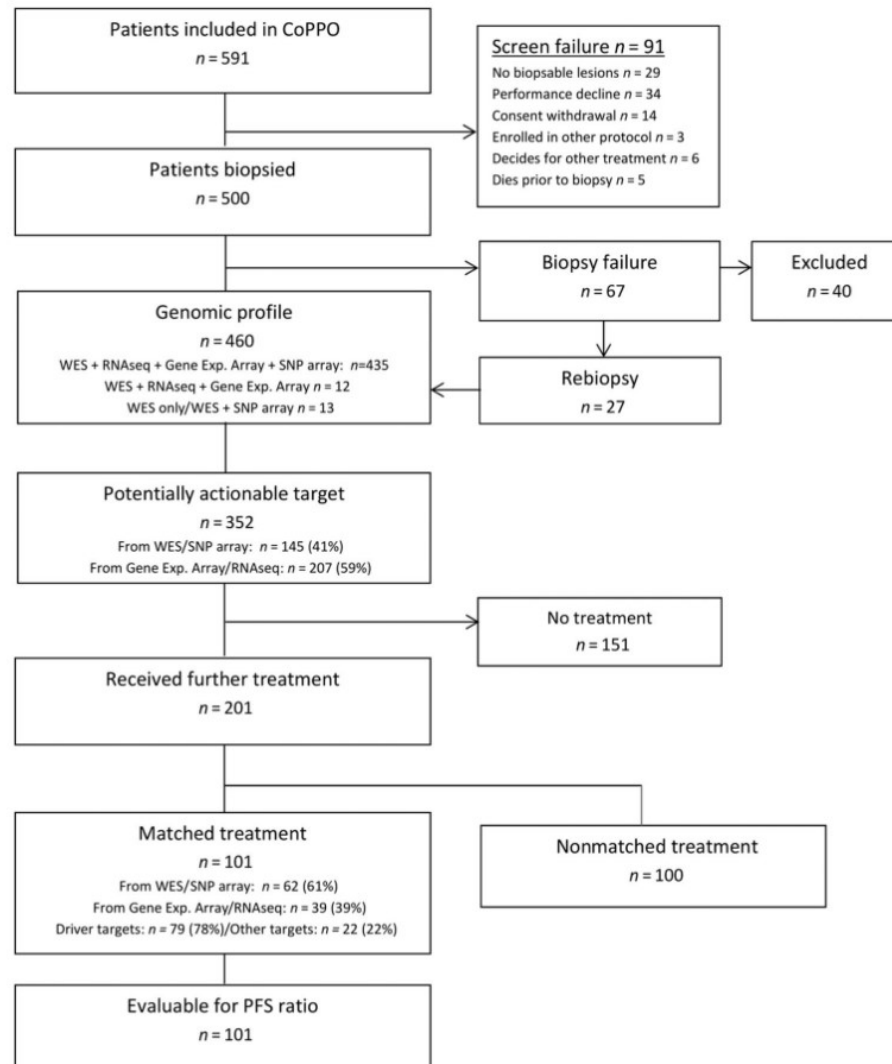 Patients included in CoPPO
n = 591
Screen failure n = 91
No biopsable lesions n = 29
Performance decline n = 34
Consent withdrawal n = 14
Enrolled in other protocol n = 3
Decides for other treatment n = 6
Dies prior to biopsy n = 5
Patients biopsied
n = 500
Biopsy failure
n = 67
Excluded
n = 40
Genomic profile
n = 460
WES + RNAseq + Gene Exp. Array + SNP array: n=435
WES + RNAseq + Gene Exp. Array n = 12
WES only/WES + SNP array n = 13
Rebiopsy
n = 27
Potentially actionable target
n = 352
From WES/SNP array: n = 145 (41%)
From Gene Exp. Array/RNAseq: n = 207 (59%)
No treatment
n = 151
Received further treatment
n = 201
Matched treatment
n = 101
From WES/SNP array: n = 62 (61%)
From Gene Exp. Array/RNAseq: n = 39 (39%)
Driver targets: n = 79 (78%)/Other targets: n = 22 (22%)
Nonmatched treatment
n = 100
Evaluable for PFS ratio
n = 101